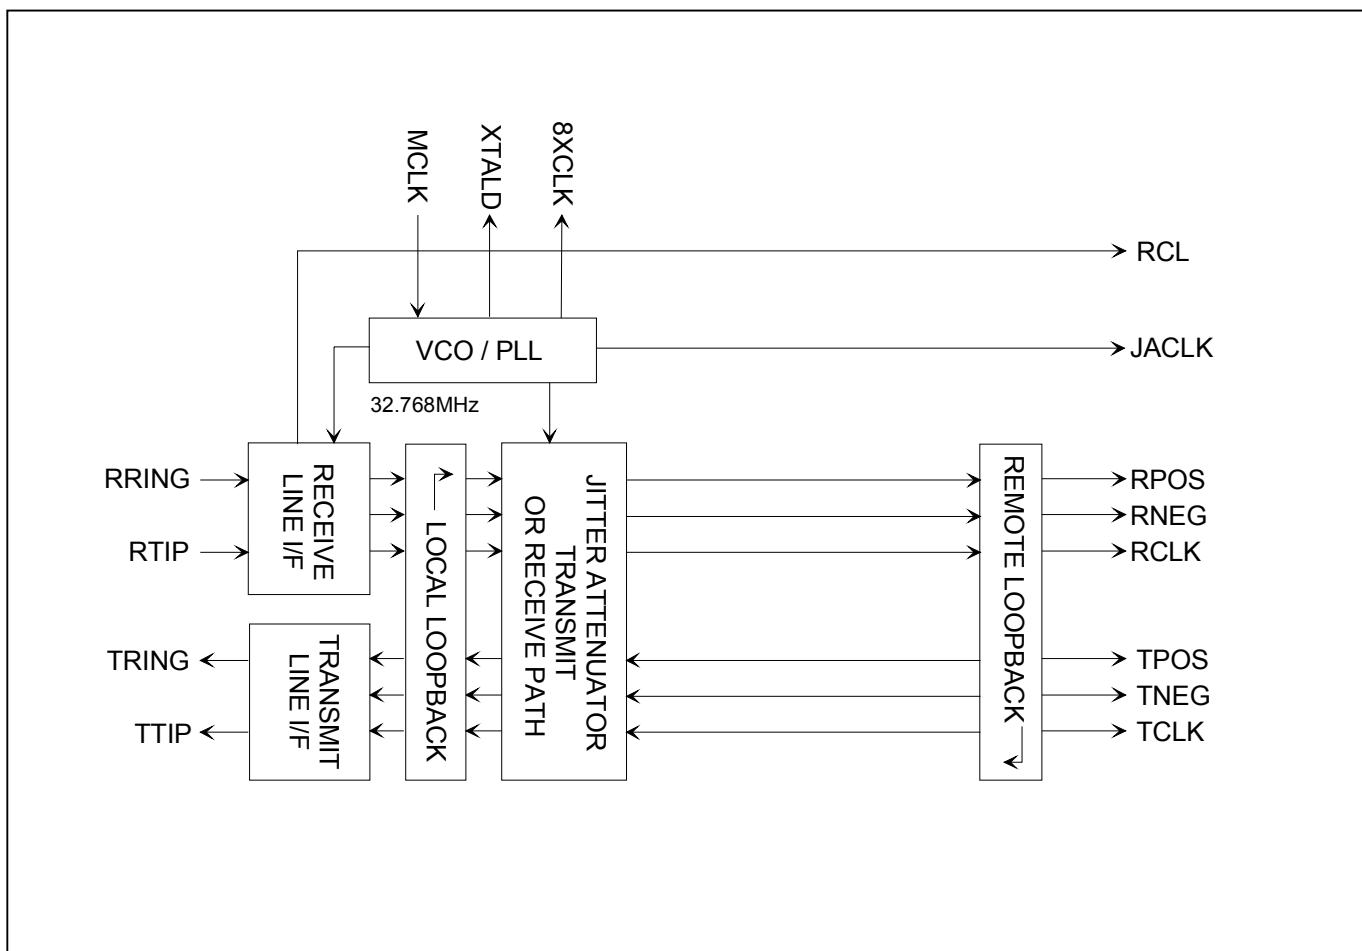 MCLK
XTALD
8XCLK
RCL
VCO / PLL
JACLK
32.768MHz
RRING
RTIP
RECEIVE
LINE I/F
LOCAL LOOPBACK
JITTER ATTENUATOR
TRANSMIT
OR RECEIVE PATH
REMOTE LOOPBACK
RPOS
RNEG
RCLK
TRING
TTIP
TRANSMIT
LINE I/F
TPOS
TNEG
TCLK